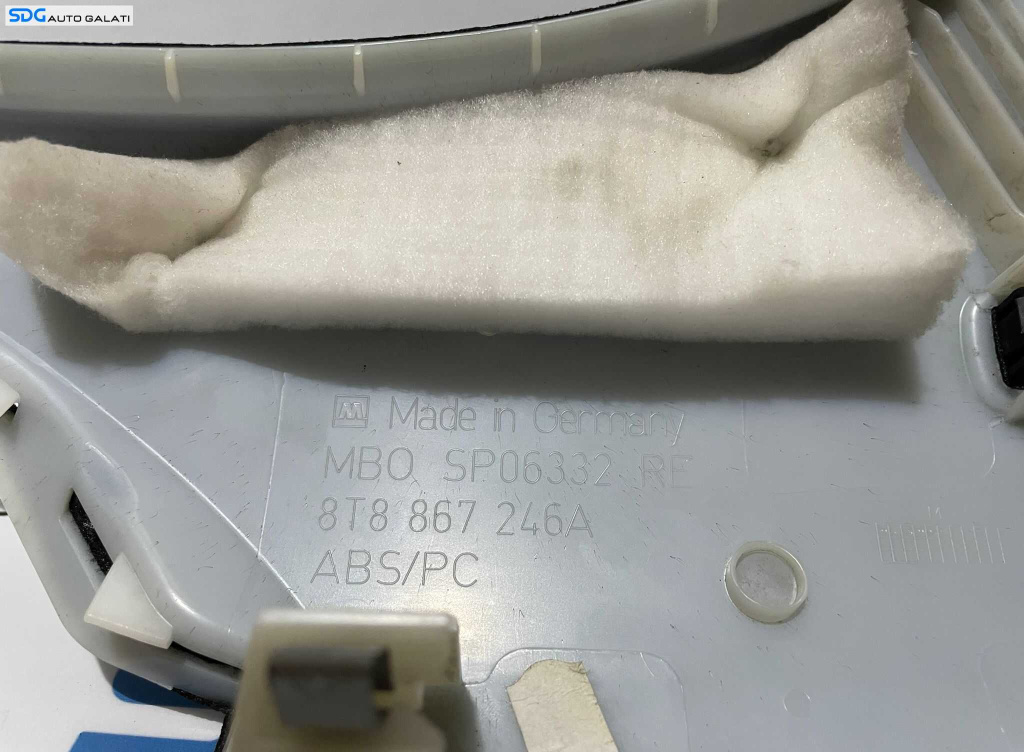 SDG AUTO GALATI
M Made in Germany
MBO SP06332 RE
8T8 867 246A
ABS/PC